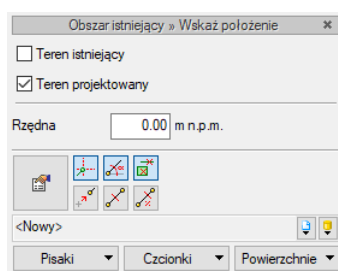 Obszar istniejący » Wskaż położenie
Teren istniejący
Teren projektowany
Rzędna 0.00 m n.p.m.
<Nowy>
Pisaki Czcionki Powierzchnie